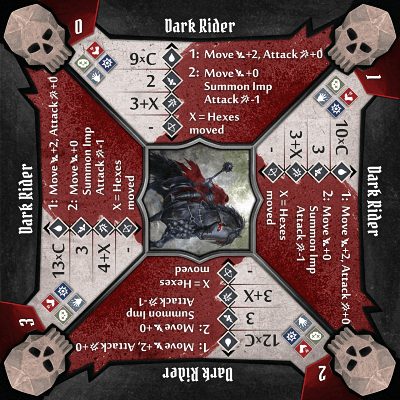 0
Dark Rider
9×C
2
3+X
-
1: Move +2, Attack +0
2: Move +0
Summon Imp
Attack -1
X = Hexes
moved
1
Dark Rider
10×C
3
3+X
-
1: Move +2, Attack +0
2: Move +0
Summon Imp
Attack -1
X = Hexes
moved
2
Dark Rider
12×C
3
3+X
-
1: Move +2, Attack +0
2: Move +0
Summon Imp
Attack -1
X = Hexes
moved
3
Dark Rider
13×C
3
4+X
-
1: Move +2, Attack +0
2: Move +0
Summon Imp
Attack -1
X = Hexes
moved